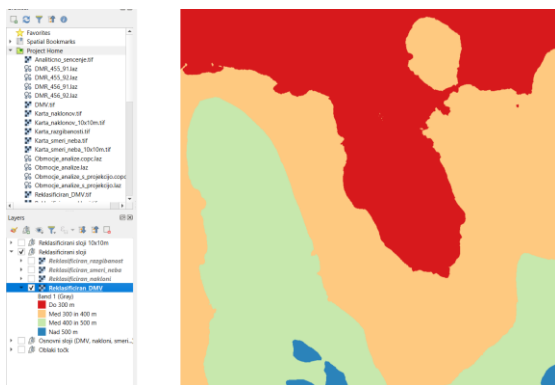 Favorites
Spatial Bookmarks
Project Home
Analiticno_sencenje.tif
DMR_455_91.laz
DMR_455_92.laz
DMR_456_91.laz
DMR_456_92.laz
DMV.tif
Karta_naklonov.tif
Karta_naklonov_10x10m.tif
Karta_razgibanosti.tif
Karta_smeri_neba.tif
Karta_smeri_neba_10x10m.tif
Obmocje_analize.copc.laz
Obmocje_analize.laz
Obmocje_analize_s_projekcijo.copc
Obmocje_analize_s_projekcijo.laz
Reklasificiran_DMV.tif
Layers
Reklasificirani sloji 10x10m
Reklasificirani sloji
Reklasificiran_razgibanost
Reklasificiran_smeri_neba
Reklasificiran_nakloni
Reklasificiran_DMV
Band 1 (Gray)
Do 300 m
Med 300 in 400 m
Med 400 in 500 m
Nad 500 m
Osnovni sloji (DMV, nakloni, smeri...
Oblaki točk